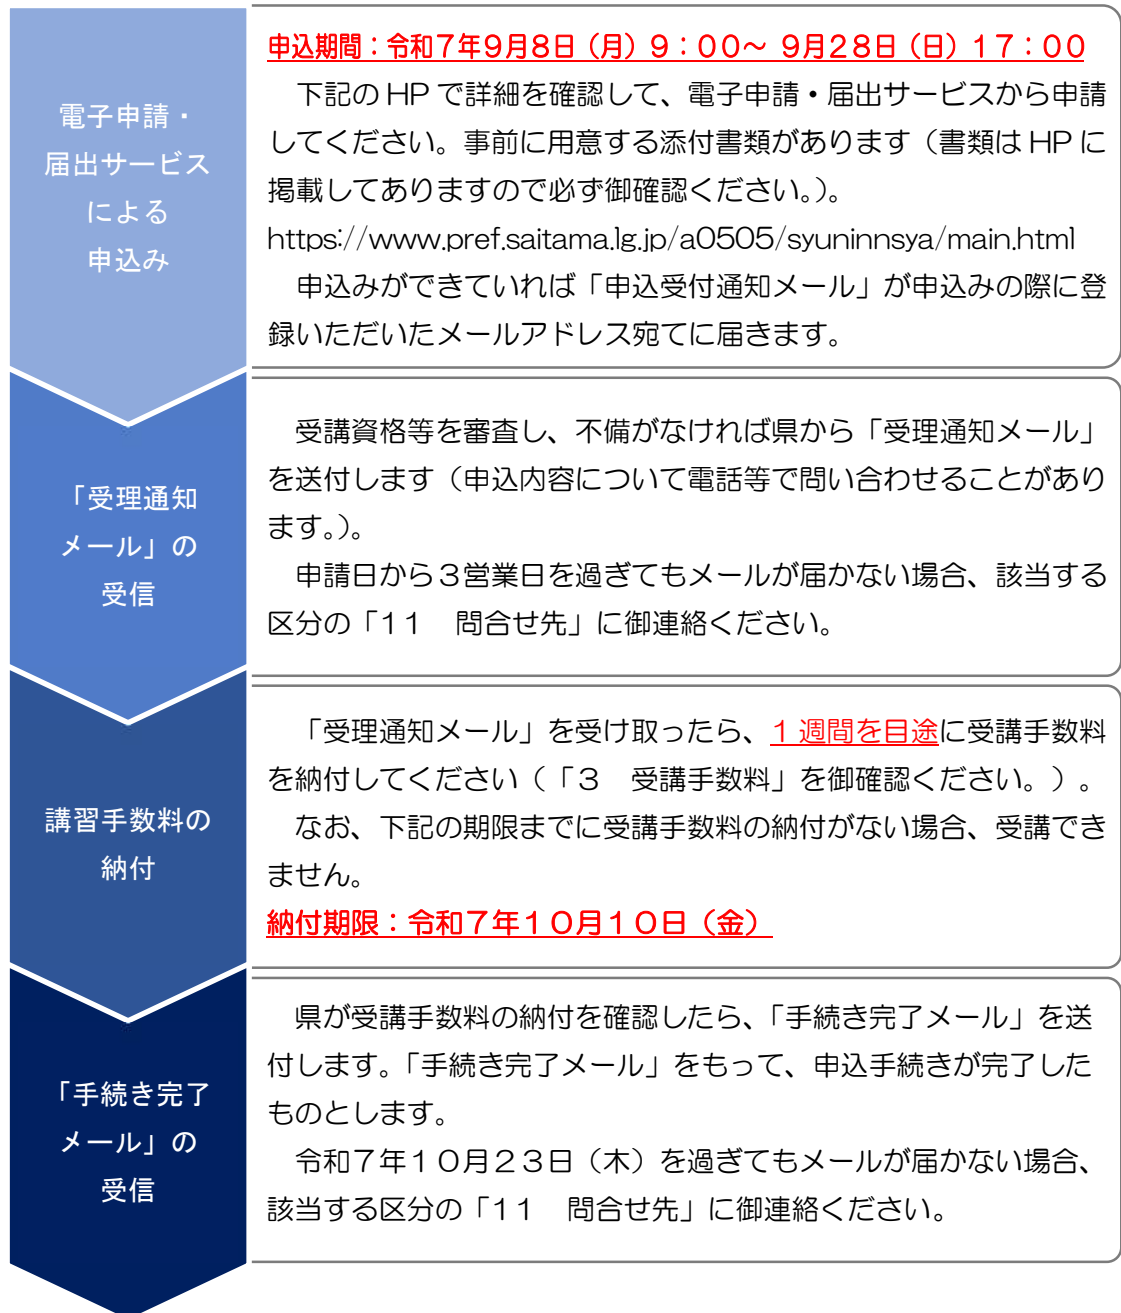 電子申請・
届出サービス
による
申込み
申込期間：令和７年９月８日（月）９：００～ ９月２８日（日）１７：００
下記の HP で詳細を確認して、電子申請・届出サービスから申請
してください。事前に用意する添付書類があります（書類は HP に
掲載してありますので必ず御確認ください。）。
https://www.pref.saitama.lg.jp/a0505/syuninnsya/main.html
申込みができていれば「申込受付通知メール」が申込みの際に登
録いただいたメールアドレス宛てに届きます。
「受理通知
メール」の
受信
受講資格等を審査し、不備がなければ県から「受理通知メール」
を送付します（申込内容について電話等で問い合わせることがあり
ます。）。
申請日から３営業日を過ぎてもメールが届かない場合、該当する
区分の「１１　問合せ先」に御連絡ください。
講習手数料の
納付
「受理通知メール」を受け取ったら、１週間を目途に受講手数料
を納付してください（「３　受講手数料」を御確認ください。）。
なお、下記の期限までに受講手数料の納付がない場合、受講でき
ません。
納付期限：令和７年１０月１０日（金）
「手続き完了
メール」の
受信
県が受講手数料の納付を確認したら、「手続き完了メール」を送
付します。「手続き完了メール」をもって、申込手続きが完了した
ものとします。
令和７年１０月２３日（木）を過ぎてもメールが届かない場合、
該当する区分の「１１　問合せ先」に御連絡ください。